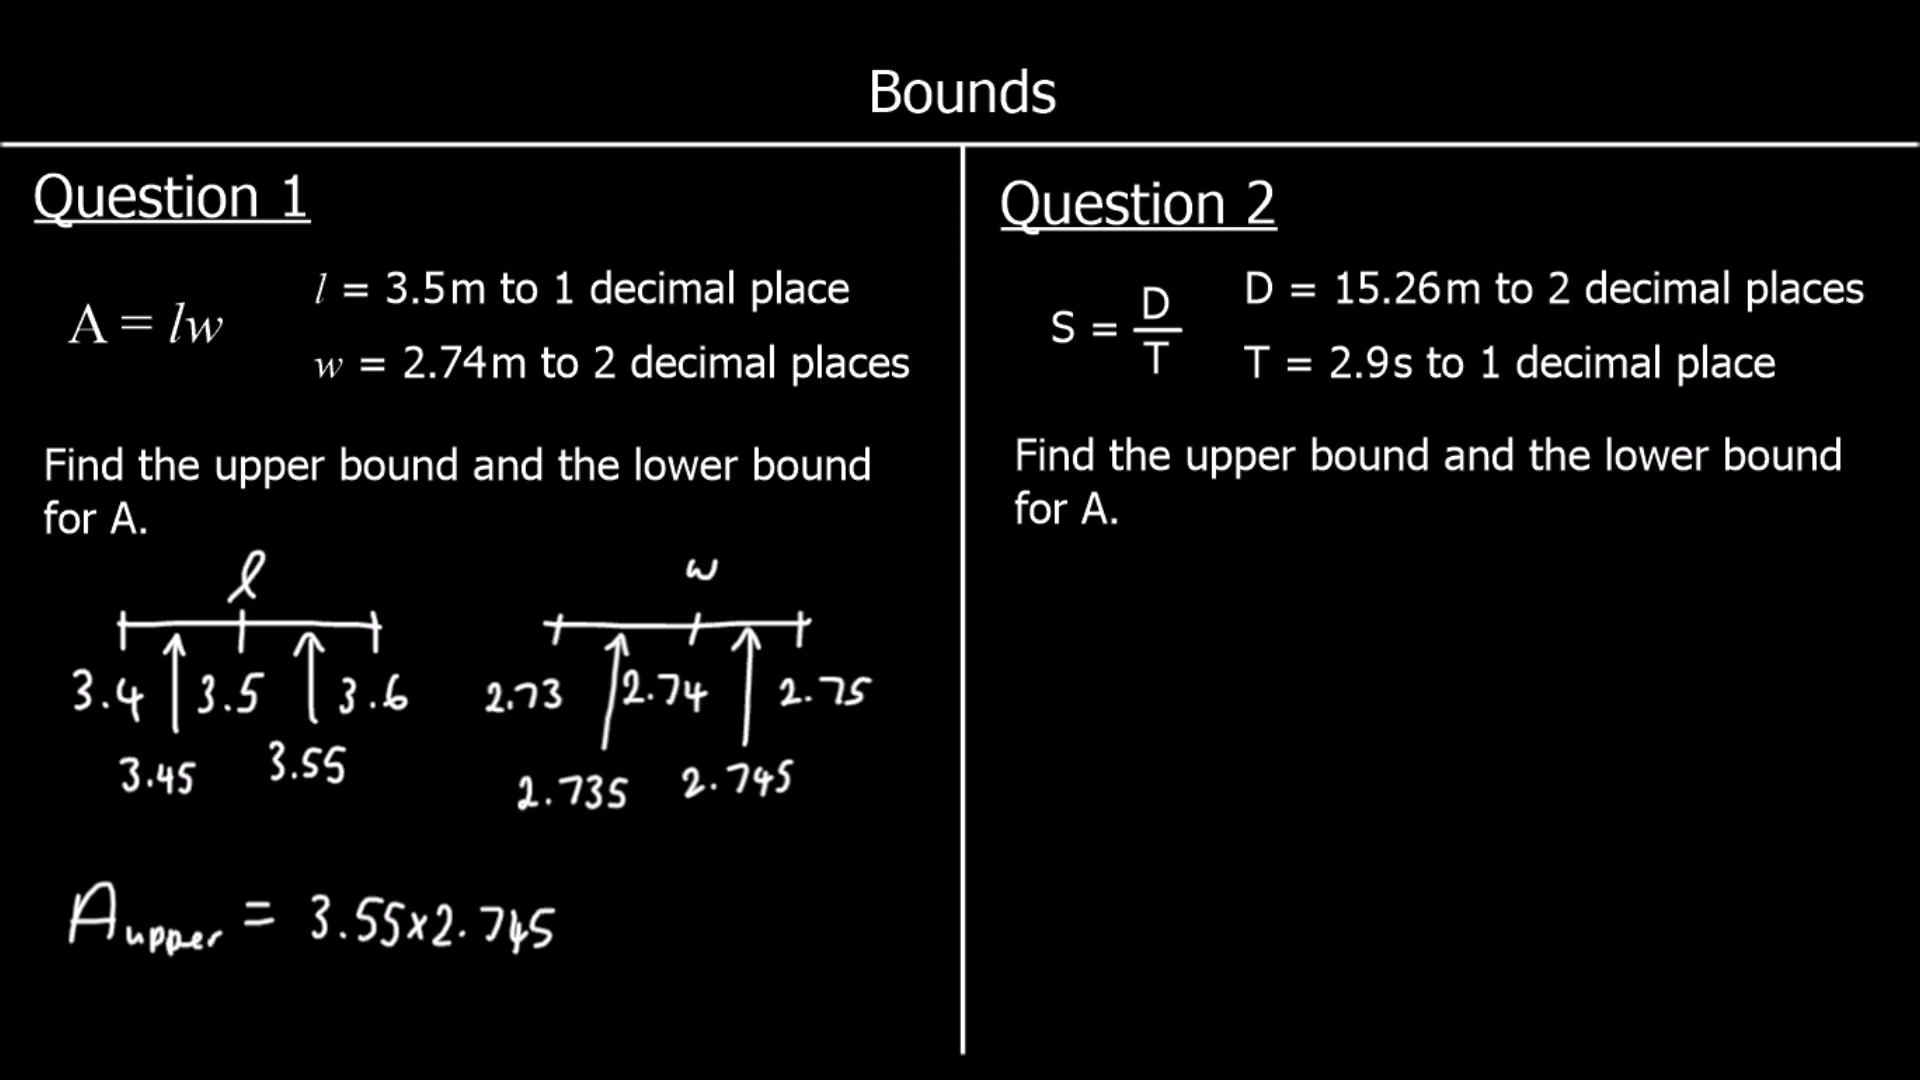 Bounds
Question 1
A = lw
l = 3.5m to 1 decimal place
w = 2.74m to 2 decimal places
Find the upper bound and the lower bound
for A.
l
3.4 3.5 3.6
3.45 3.55
w
2.73 2.74 2.75
2.735 2.745
A upper = 3.55×2.745
Question 2
S = D/T
D = 15.26m to 2 decimal places
T = 2.9s to 1 decimal place
Find the upper bound and the lower bound
for A.